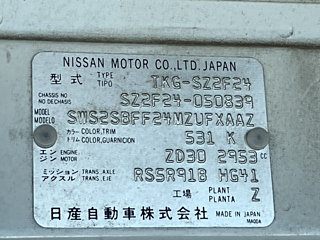 NISSAN MOTOR CO., LTD. JAPAN
型式 TYPE TIPO TKG-SZ2F24
CHASSIS NO NO DECHASIS SZ2F24-050839
MODEL MODELO SMS2SBFF24MZUFXAAZ
カラー COLOR,TRIM トリム COLOR,GUARNICION 531 K
エンジン ENGINE. MOTOR ZD30 2953 cc
ミッション アクスル TRANS.AXLE TRANS.EJE RS5R91B HG41
工場 PLANT PLANTA Z
日産自動車株式会社 MADE IN JAPAN